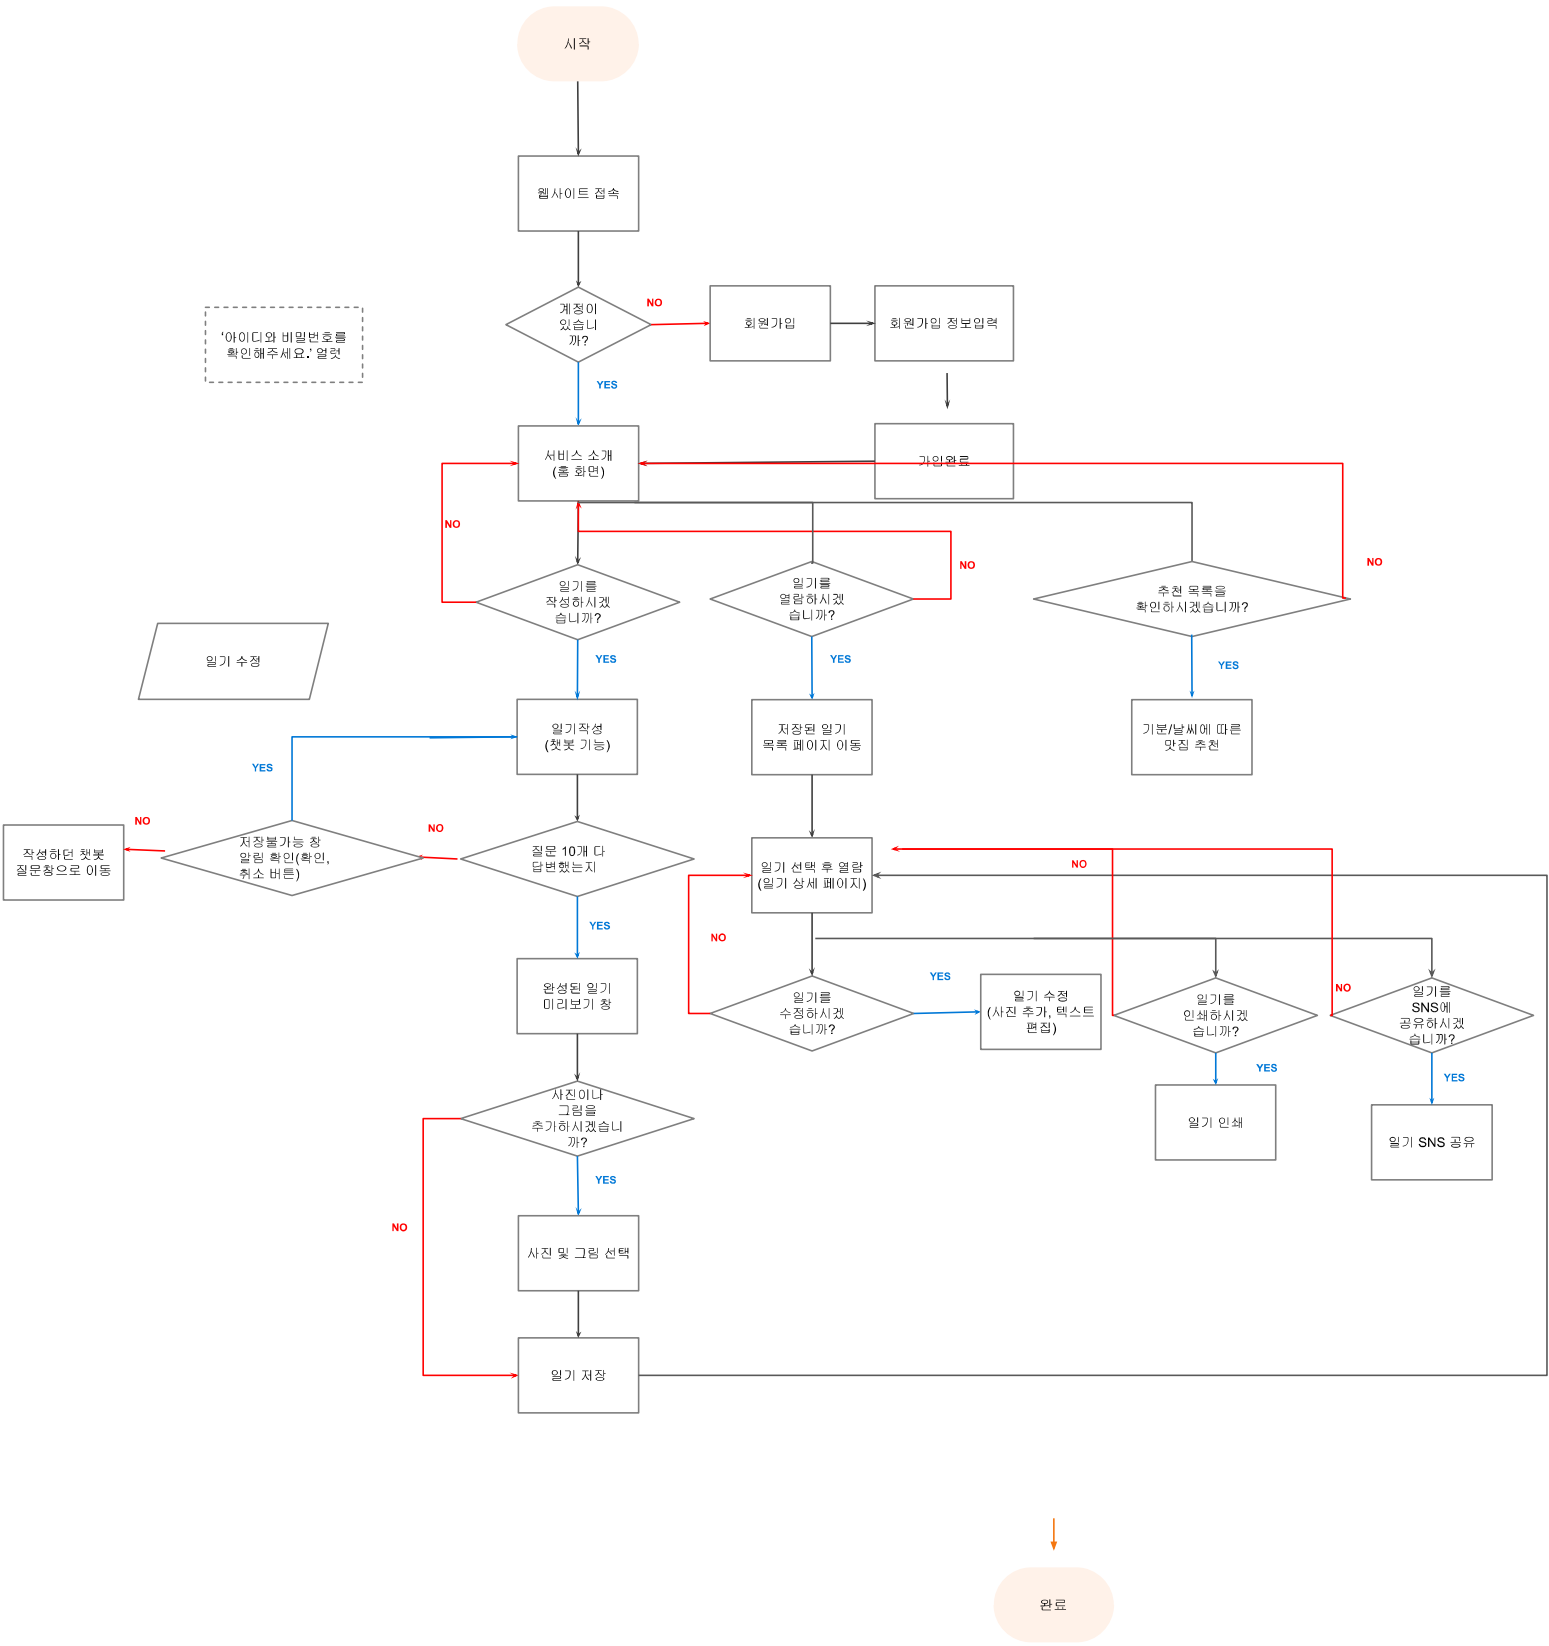 시작
웹사이트 접속
계정이
있습니
까?
NO
회원가입
회원가입 정보입력
‘아이디와 비밀번호를
확인해주세요.’ 얼럿
YES
서비스 소개
(홈 화면)
가입완료
NO
일기를
작성하시겠
습니까?
일기를
열람하시겠
습니까?
NO
추천 목록을
확인하시겠습니까?
NO
일기 수정
YES
YES
YES
일기작성
(챗봇 기능)
저장된 일기
목록 페이지 이동
기분/날씨에 따른
맛집 추천
YES
작성하던 챗봇
질문창으로 이동
NO
저장불가능 창
알림 확인(확인,
취소 버튼)
NO
질문 10개 다
답변했는지
일기 선택 후 열람
(일기 상세 페이지)
NO
YES
NO
완성된 일기
미리보기 창
일기를
수정하시겠
습니까?
YES
일기 수정
(사진 추가, 텍스트
편집)
일기를
인쇄하시겠
습니까?
NO
일기를
SNS에
공유하시겠
습니까?
YES
YES
사진이나
그림을
추가하시겠습니
까?
일기 인쇄
일기 SNS 공유
YES
NO
사진 및 그림 선택
일기 저장
완료